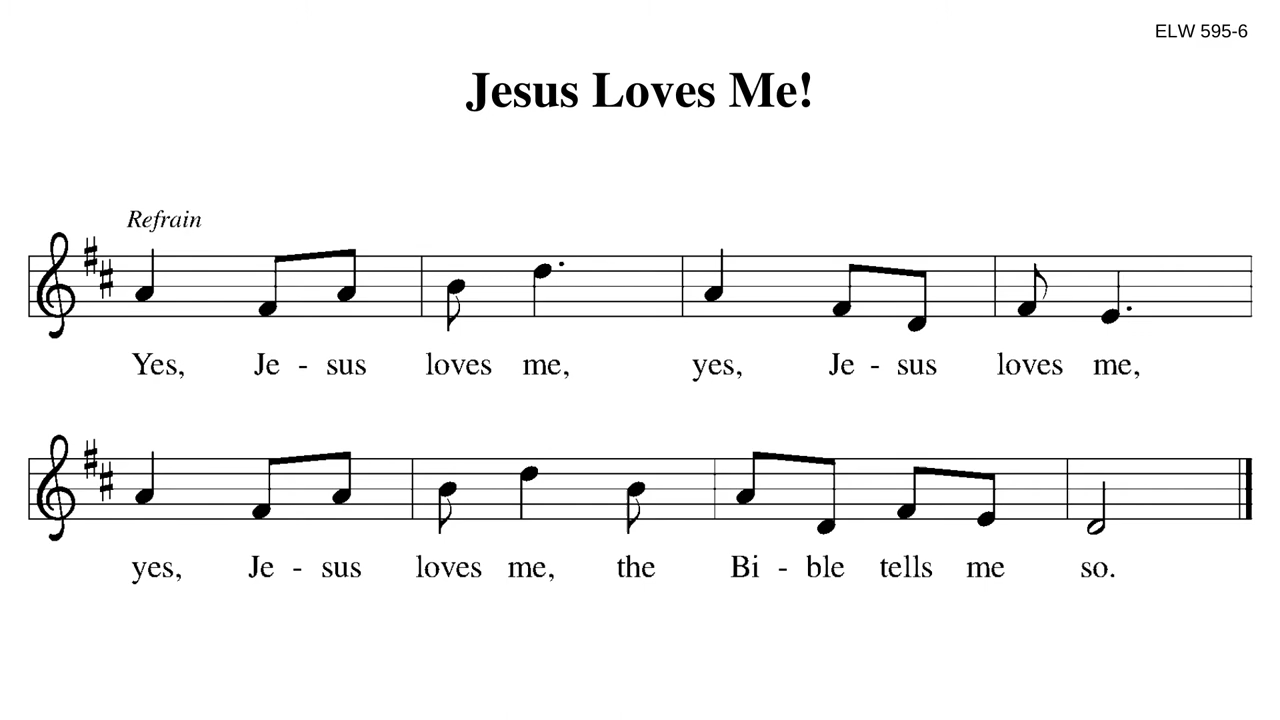 ELW 595-6
Jesus Loves Me!
Refrain
Yes, Je - sus loves me, yes, Je - sus loves me,
yes, Je - sus loves me, the Bi - ble tells me so.